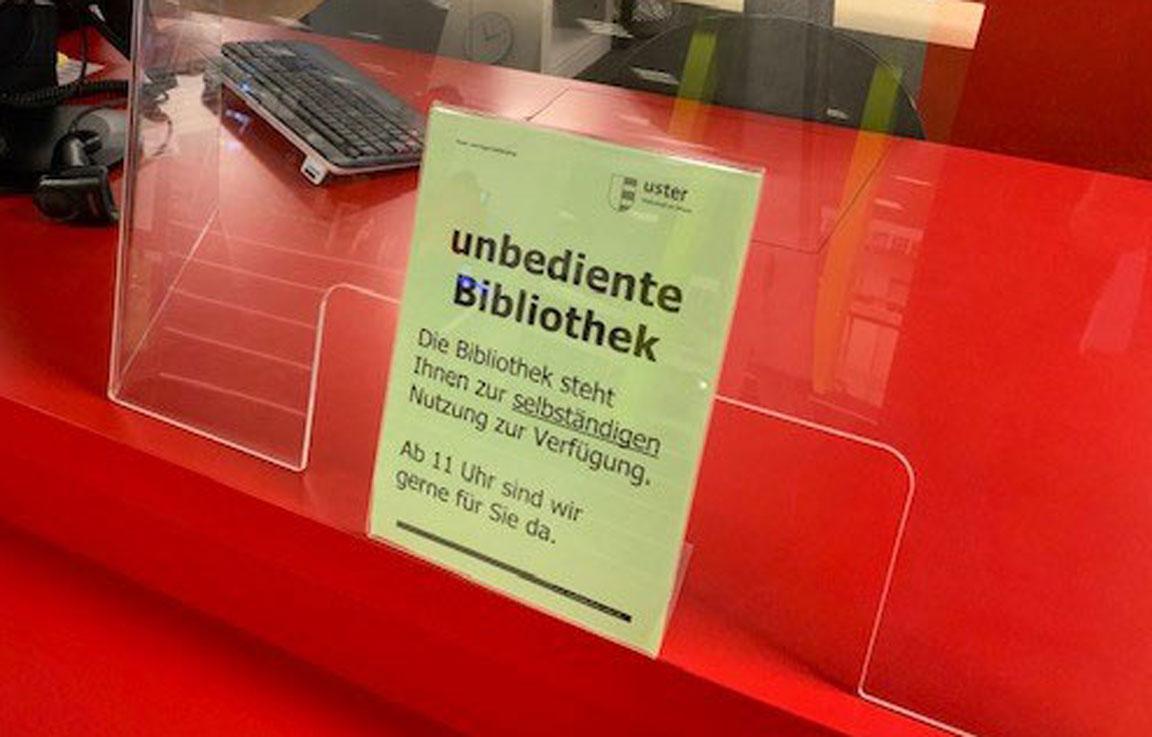 uster
unbediente
Bibliothek
Die Bibliothek steht
Ihnen zur selbständigen
Nutzung zur Verfügung.
Ab 11 Uhr sind wir
gerne für Sie da.